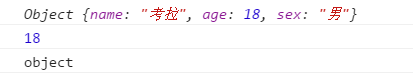 Object {name: "考拉", age: 18, sex: "男"}
18
object